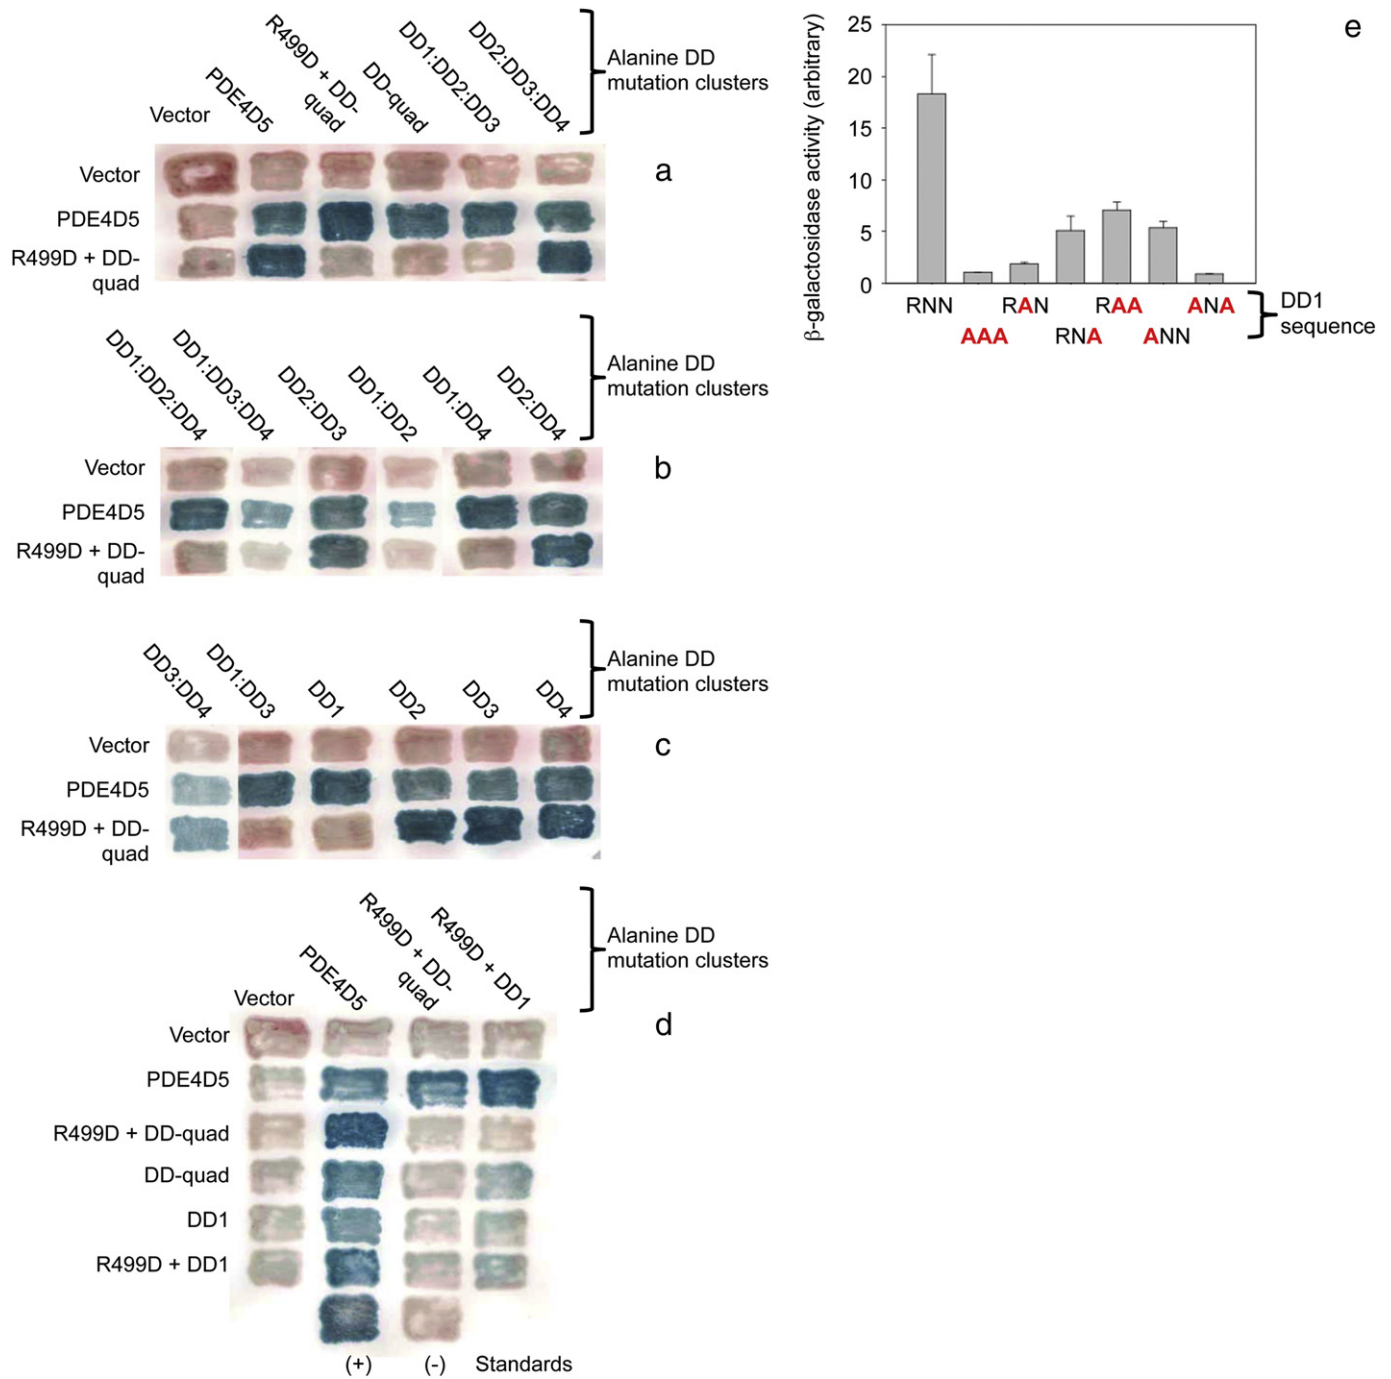 Vector
PDE4D5
R499D + DD-
quad
DD-quad
DD1:DD2:DD3
DD2:DD3:DD4
Alanine DD
mutation clusters
Vector
PDE4D5
R499D + DD-
quad
a
DD1:DD2:DD4
DD1:DD3:DD4
DD2:DD3
DD1:DD2
DD1:DD4
DD2:DD4
Alanine DD
mutation clusters
Vector
PDE4D5
R499D + DD-
quad
b
DD3:DD4
DD1:DD3
DD1
DD2
DD3
DD4
Alanine DD
mutation clusters
Vector
PDE4D5
R499D + DD-
quad
c
Vector
PDE4D5
R499D + DD-
quad
R499D + DD1
Alanine DD
mutation clusters
Vector
PDE4D5
R499D + DD-quad
DD-quad
DD1
R499D + DD1
d
(+) (-) Standards
e
β-galactosidase activity (arbitrary)
25
20
15
10
5
0
RNN RAN RAA ANA
AAA RNA ANN
DD1
sequence